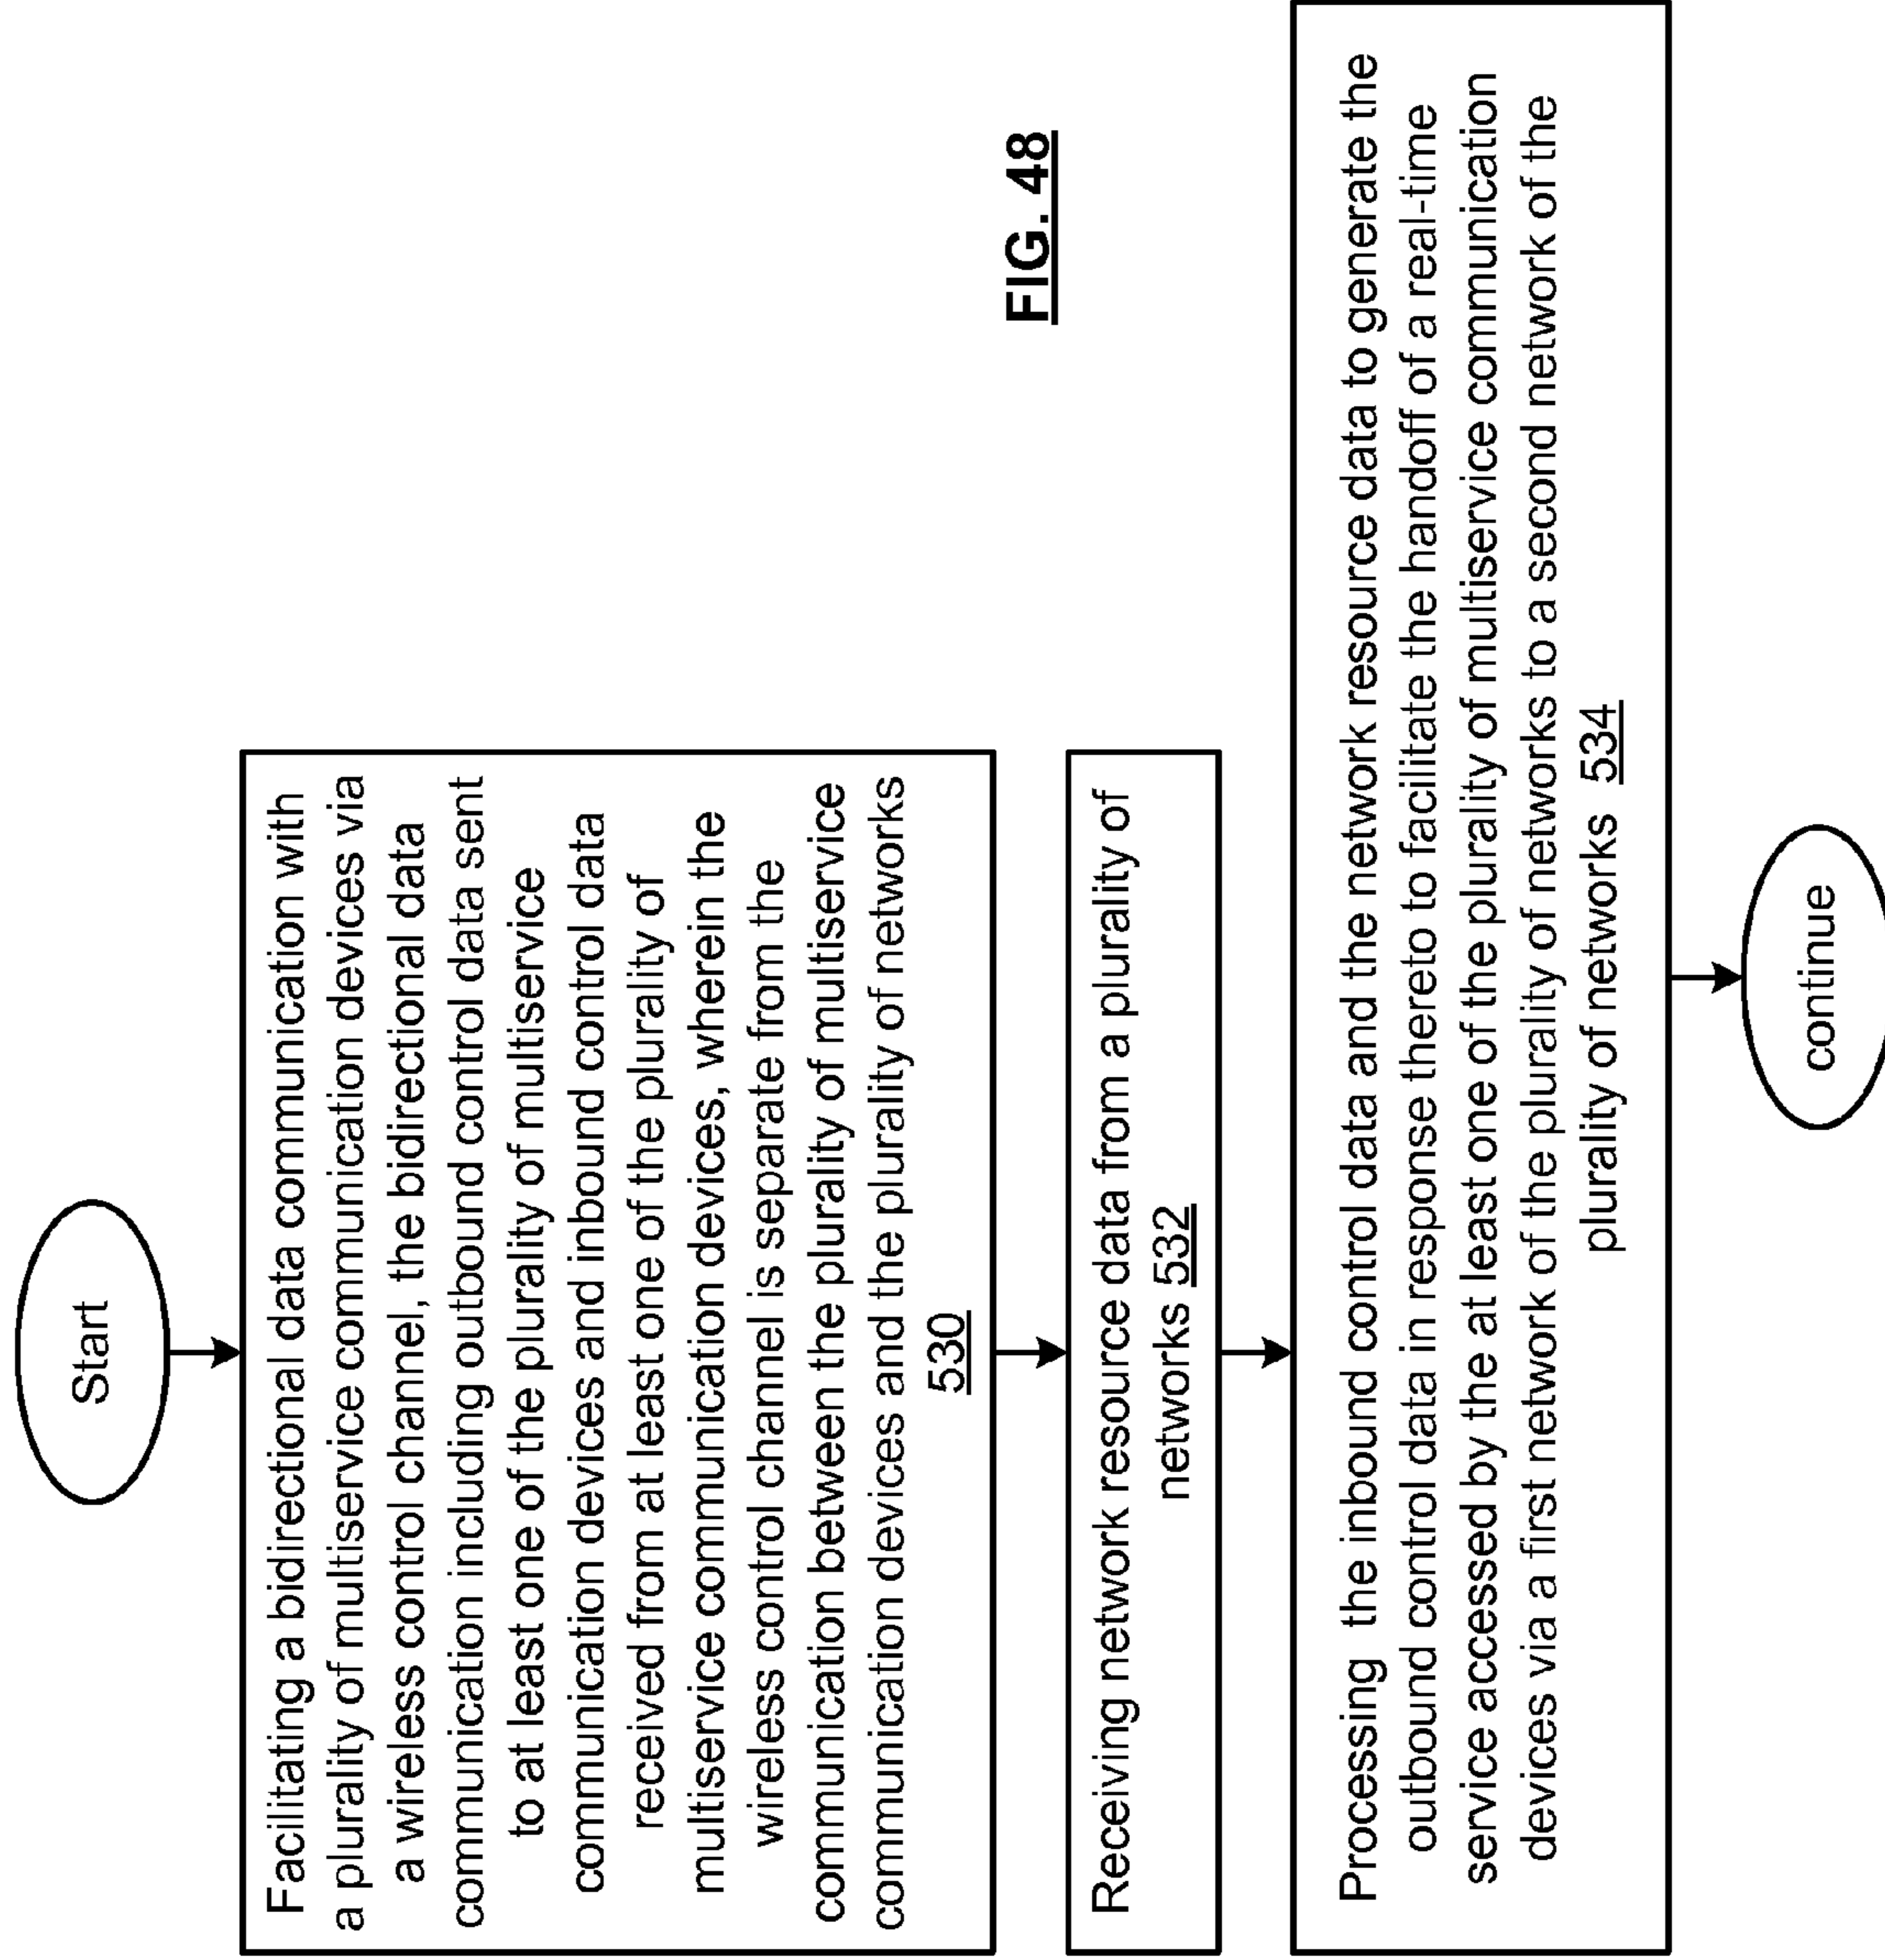 Start
Facilitating a bidirectional data communication with
a plurality of multiservice communication devices via
a wireless control channel, the bidirectional data
communication including outbound control data sent
to at least one of the plurality of multiservice
communication devices and inbound control data
received from at least one of the plurality of
multiservice communication devices, wherein the
wireless control channel is separate from the
communication between the plurality of multiservice
communication devices and the plurality of networks
530
Receiving network resource data from a plurality of
networks 532
Processing the inbound control data and the network resource data to generate the
outbound control data in response thereto to facilitate the handoff of a real-time
service accessed by the at least one of the plurality of multiservice communication
devices via a first network of the plurality of networks to a second network of the
plurality of networks 534
continue
FIG. 48